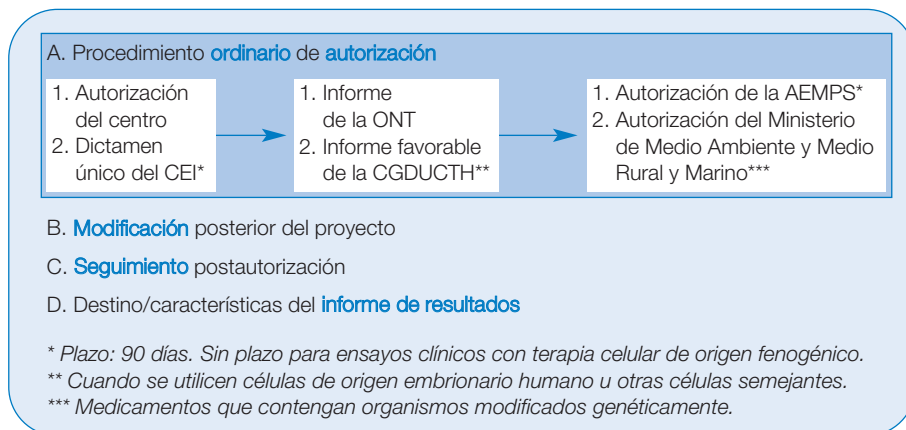 A. Procedimiento ordinario de autorización
1. Autorización
del centro
2. Dictamen
único del CEI*
1. Informe
de la ONT
2. Informe favorable
de la CGDUCTH**
1. Autorización de la AEMPS*
2. Autorización del Ministerio
de Medio Ambiente y Medio
Rural y Marino***
B. Modificación posterior del proyecto
C. Seguimiento postautorización
D. Destino/características del informe de resultados
* Plazo: 90 días. Sin plazo para ensayos clínicos con terapia celular de origen fenogénico.
** Cuando se utilicen células de origen embrionario humano u otras células semejantes.
*** Medicamentos que contengan organismos modificados genéticamente.